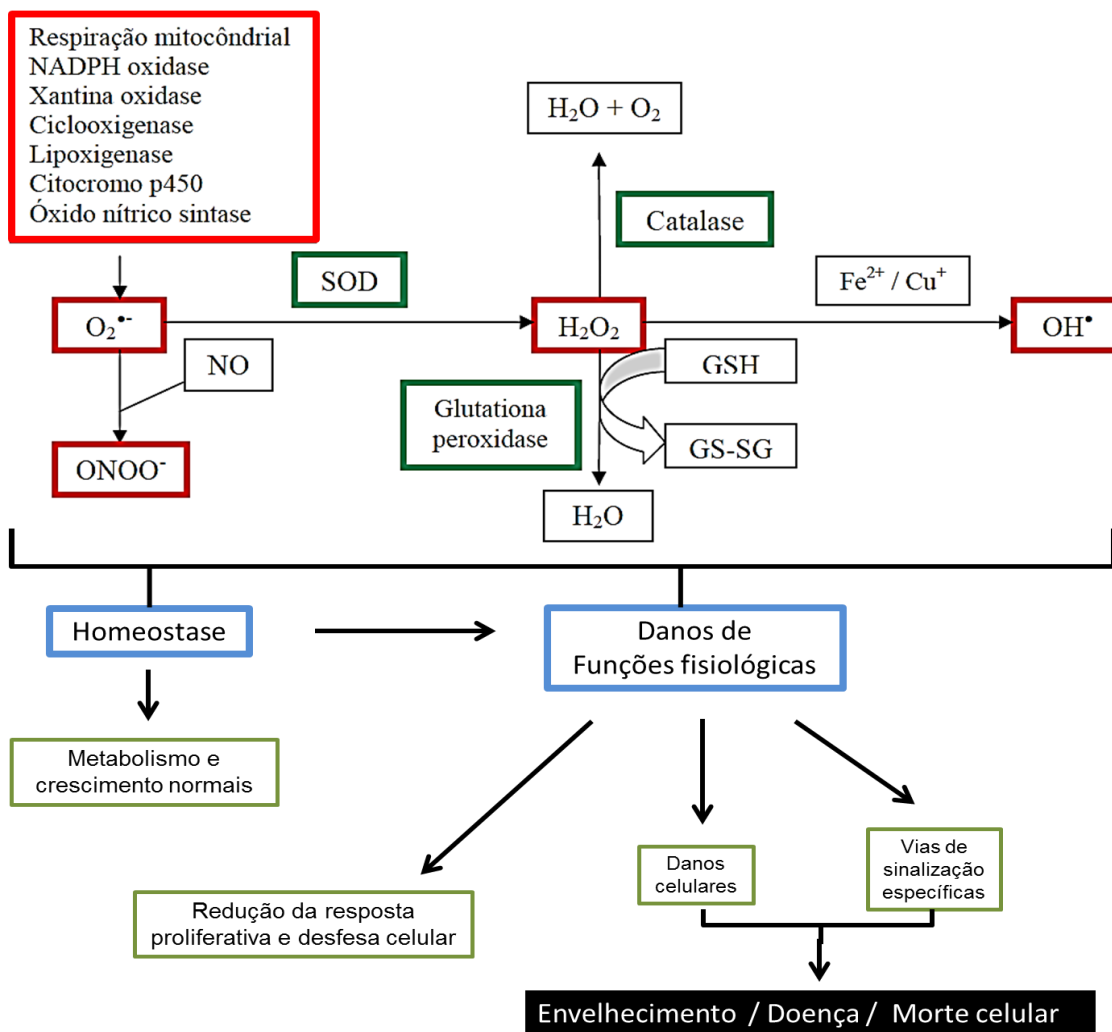 Respiração mitocôndrial
NADPH oxidase
Xantina oxidase
Ciclooxigenase
Lipoxigenase
Citocromo p450
Óxido nítrico sintase
H₂O + O₂
Catalase
SOD
Fe²⁺ / Cu⁺
O₂•⁻
H₂O₂
OH•
NO
GSH
Glutationa
peroxidase
ONOO⁻
GS-SG
H₂O
Homeostase
Danos de
Funções fisiológicas
Metabolismo e
crescimento normais
Redução da resposta
proliferativa e desfesa celular
Danos
celulares
Vias de
sinalização
específicas
Envelhecimento / Doença / Morte celular